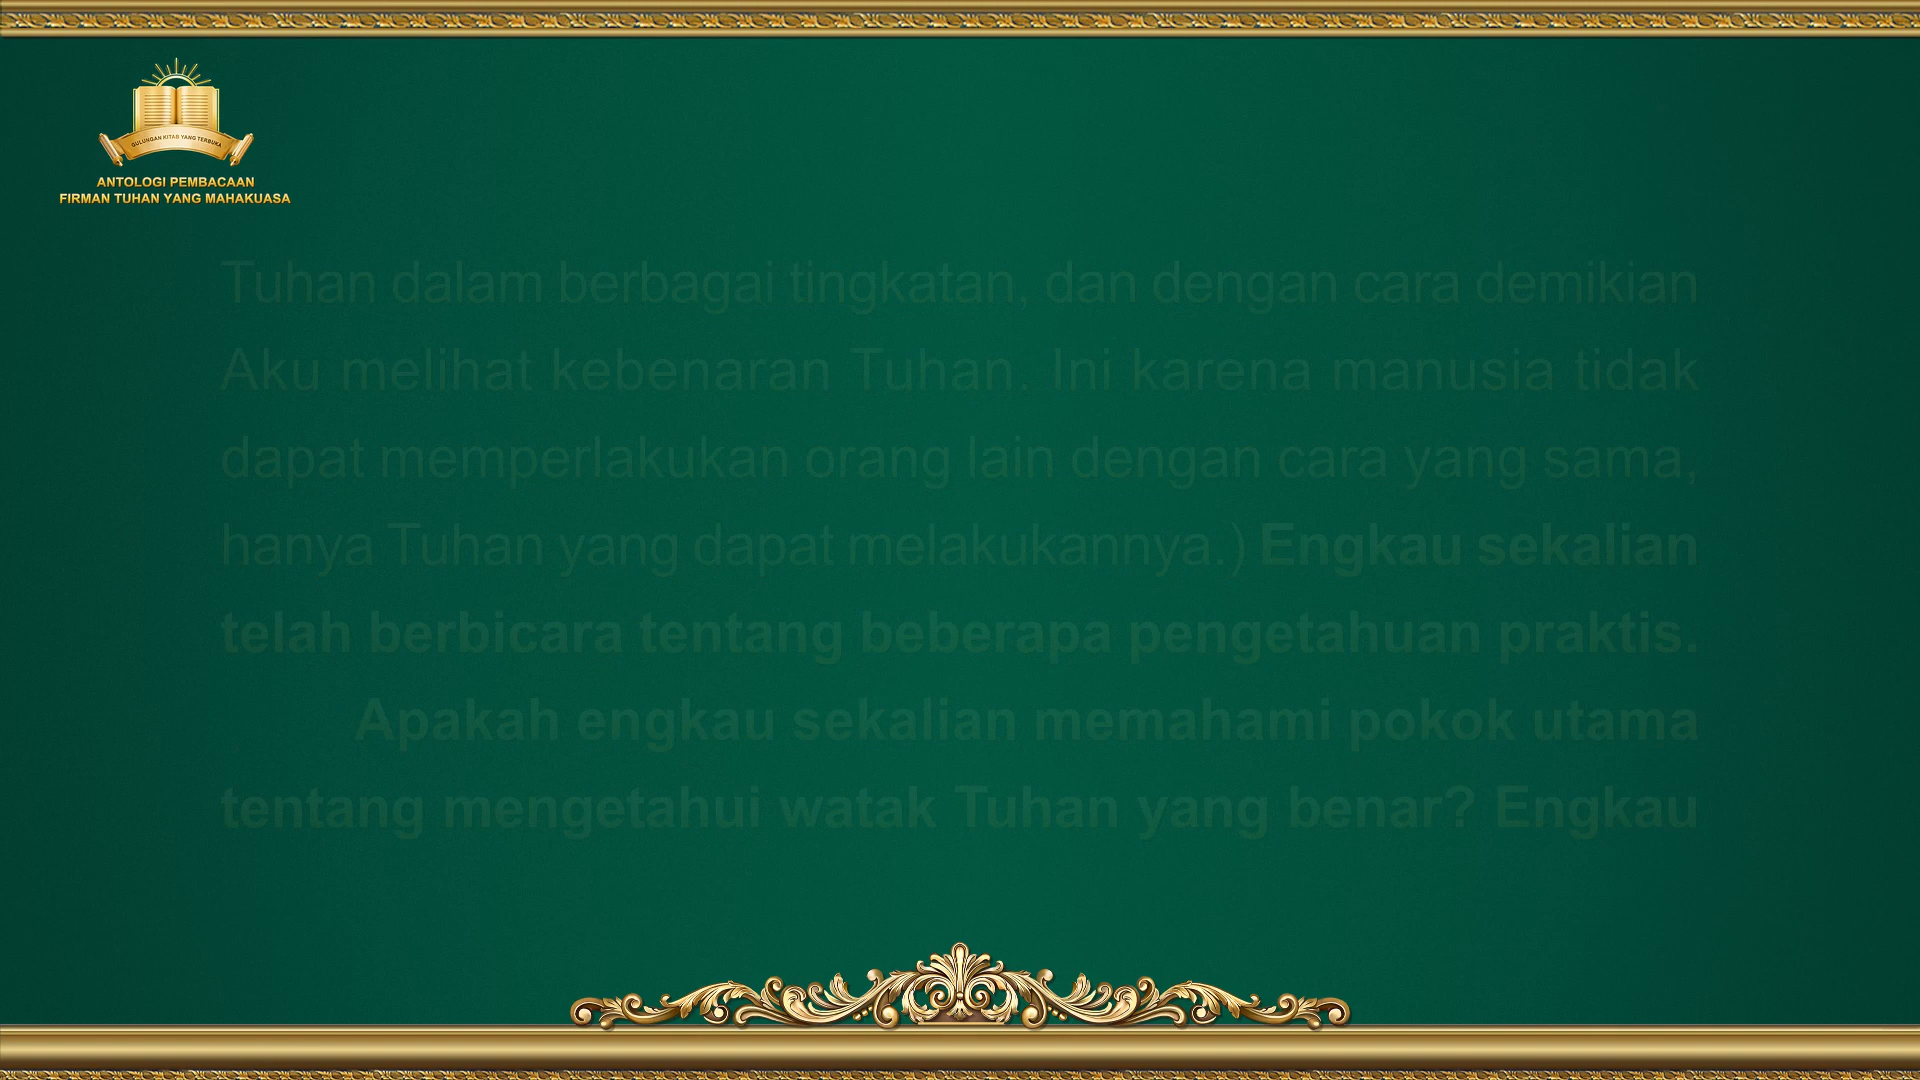 GULUNGAN KITAB YANG TERBUKA
ANTOLOGI PEMBACAAN
FIRMAN TUHAN YANG MAHAKUASA
Tuhan dalam berbagai tingkatan, dan dengan cara demikian
Aku melihat kebenaran Tuhan. Ini karena manusia tidak
dapat memperlakukan orang lain dengan cara yang sama,
hanya Tuhan yang dapat melakukannya.) Engkau sekalian
telah berbicara tentang beberapa pengetahuan praktis.
Apakah engkau sekalian memahami pokok utama
tentang mengetahui watak Tuhan yang benar? Engkau